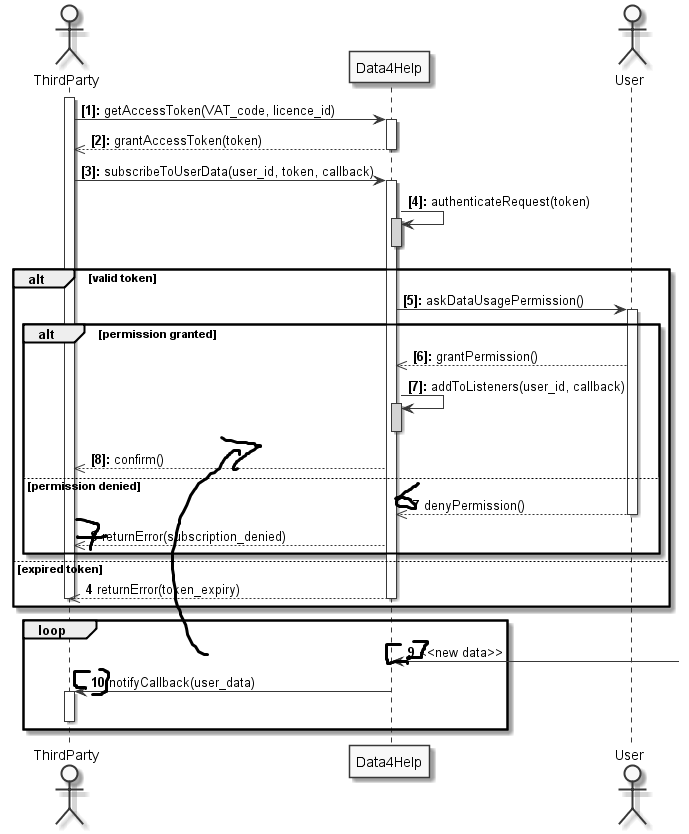 ThirdParty
Data4Help
User
[1]: getAccessToken(VAT_code, licence_id)
[2]: grantAccessToken(token)
[3]: subscribeToUserData(user_id, token, callback)
[4]: authenticateRequest(token)
alt [valid token]
[5]: askDataUsagePermission()
alt [permission granted]
[6]: grantPermission()
[7]: addToListeners(user_id, callback)
[8]: confirm()
[permission denied]
denyPermission()
7 returnError(subscription_denied)
[expired token]
4 returnError(token_expiry)
loop
[9] <<new data>>
[10] notifyCallback(user_data)
ThirdParty
Data4Help
User